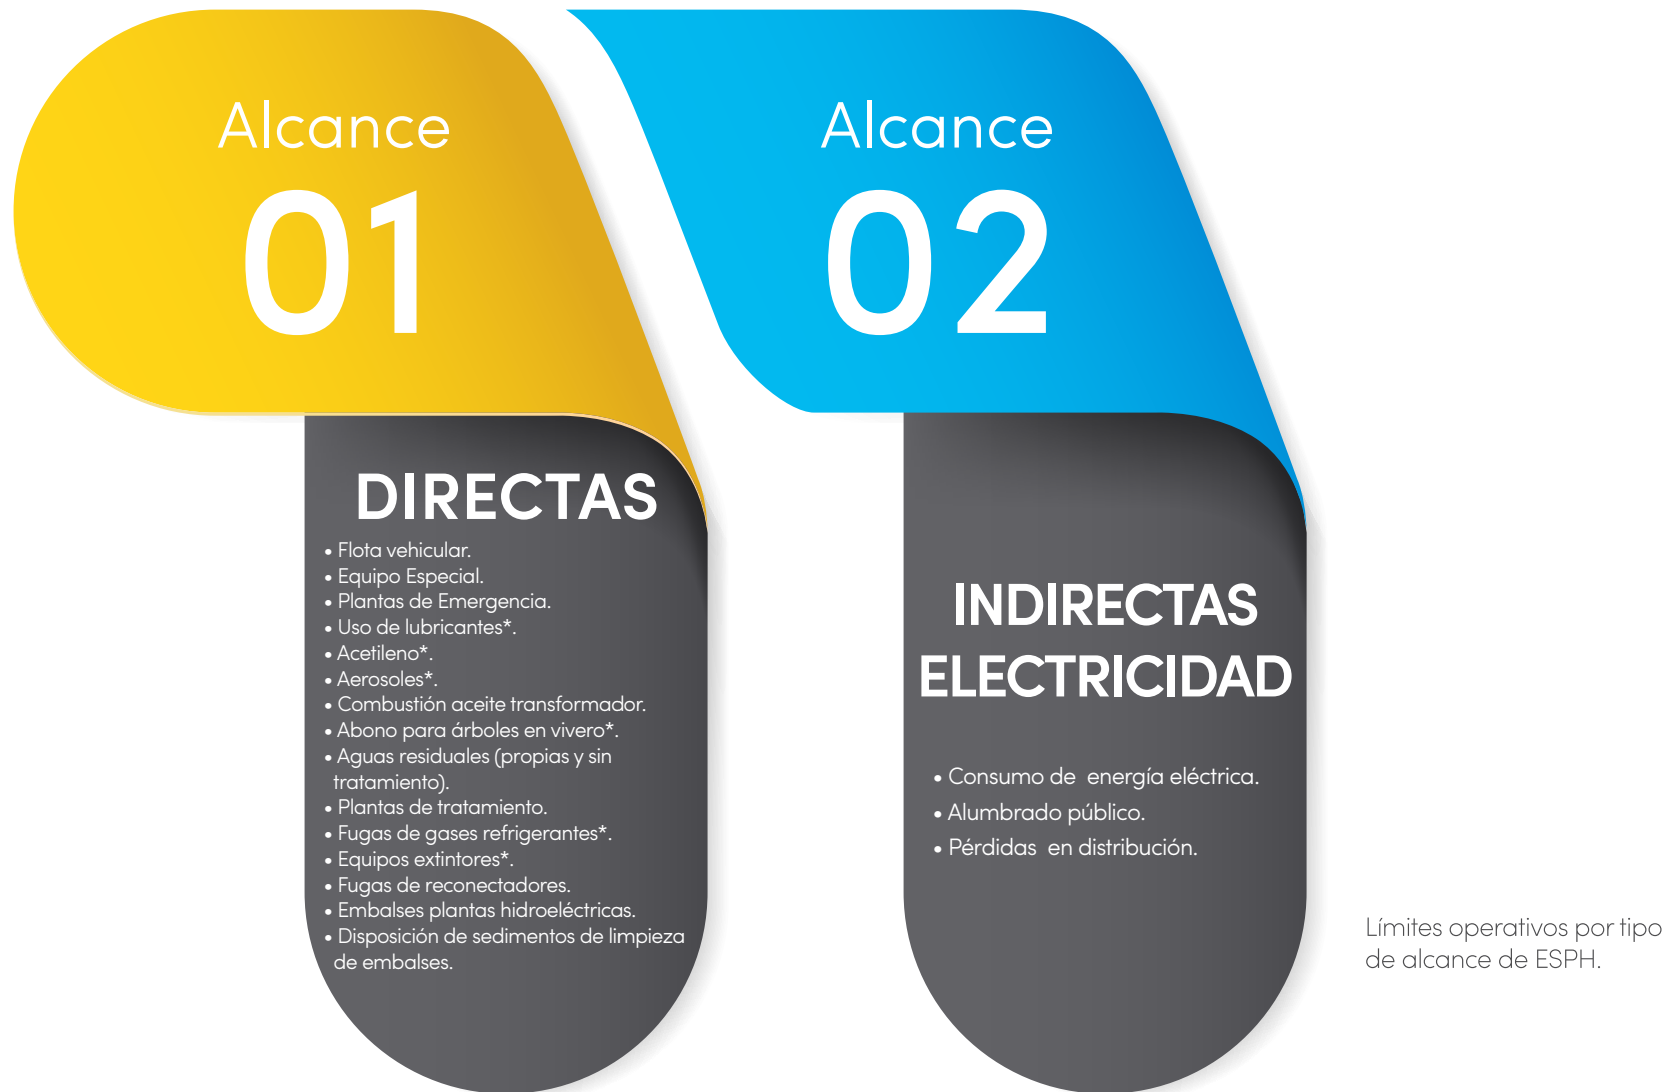 Alcance
01
DIRECTAS
• Flota vehicular.
• Equipo Especial.
• Plantas de Emergencia.
• Uso de lubricantes*.
• Acetileno*.
• Aerosoles*.
• Combustión aceite transformador.
• Abono para árboles en vivero*.
• Aguas residuales (propias y sin
tratamiento).
• Plantas de tratamiento.
• Fugas de gases refrigerantes*.
• Equipos extintores*.
• Fugas de reconectadores.
• Embalses plantas hidroeléctricas.
• Disposición de sedimentos de limpieza
de embalses.
Alcance
02
INDIRECTAS
ELECTRICIDAD
• Consumo de energía eléctrica.
• Alumbrado público.
• Pérdidas en distribución.
Límites operativos por tipo
de alcance de ESPH.